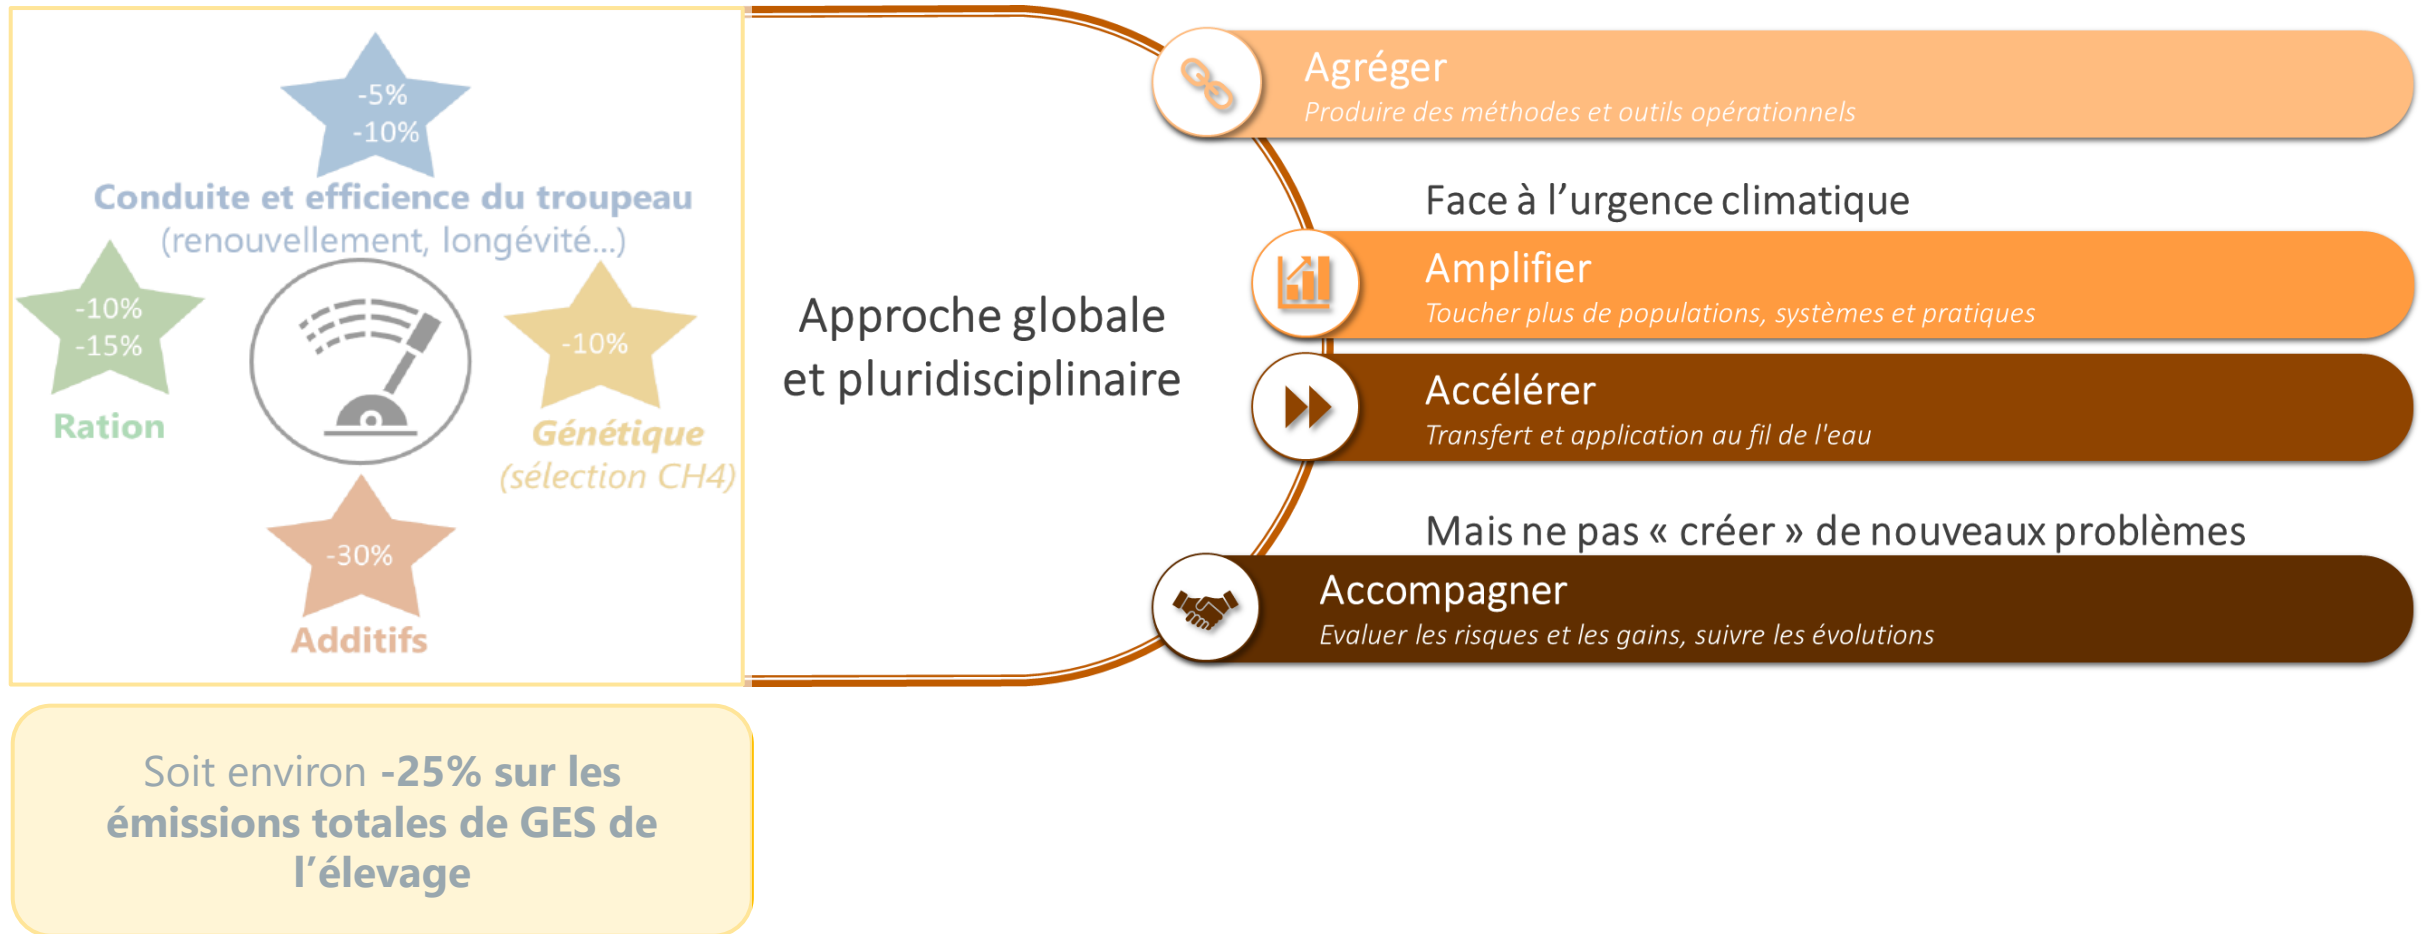 -5%
-10%
Conduite et efficience du troupeau
(renouvellement, longévité...)
-10%
-15%
Ration
-10%
Génétique
(sélection CH4)
-30%
Additifs
Soit environ -25% sur les
émissions totales de GES de
l’élevage
Approche globale
et pluridisciplinaire
Agréger
Produire des méthodes et outils opérationnels
Face à l’urgence climatique
Amplifier
Toucher plus de populations, systèmes et pratiques
Accélérer
Transfert et application au fil de l'eau
Mais ne pas « créer » de nouveaux problèmes
Accompagner
Evaluer les risques et les gains, suivre les évolutions